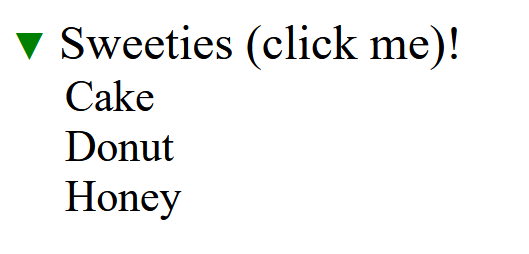 ▼ Sweeties (click me)!
Cake
Donut
Honey